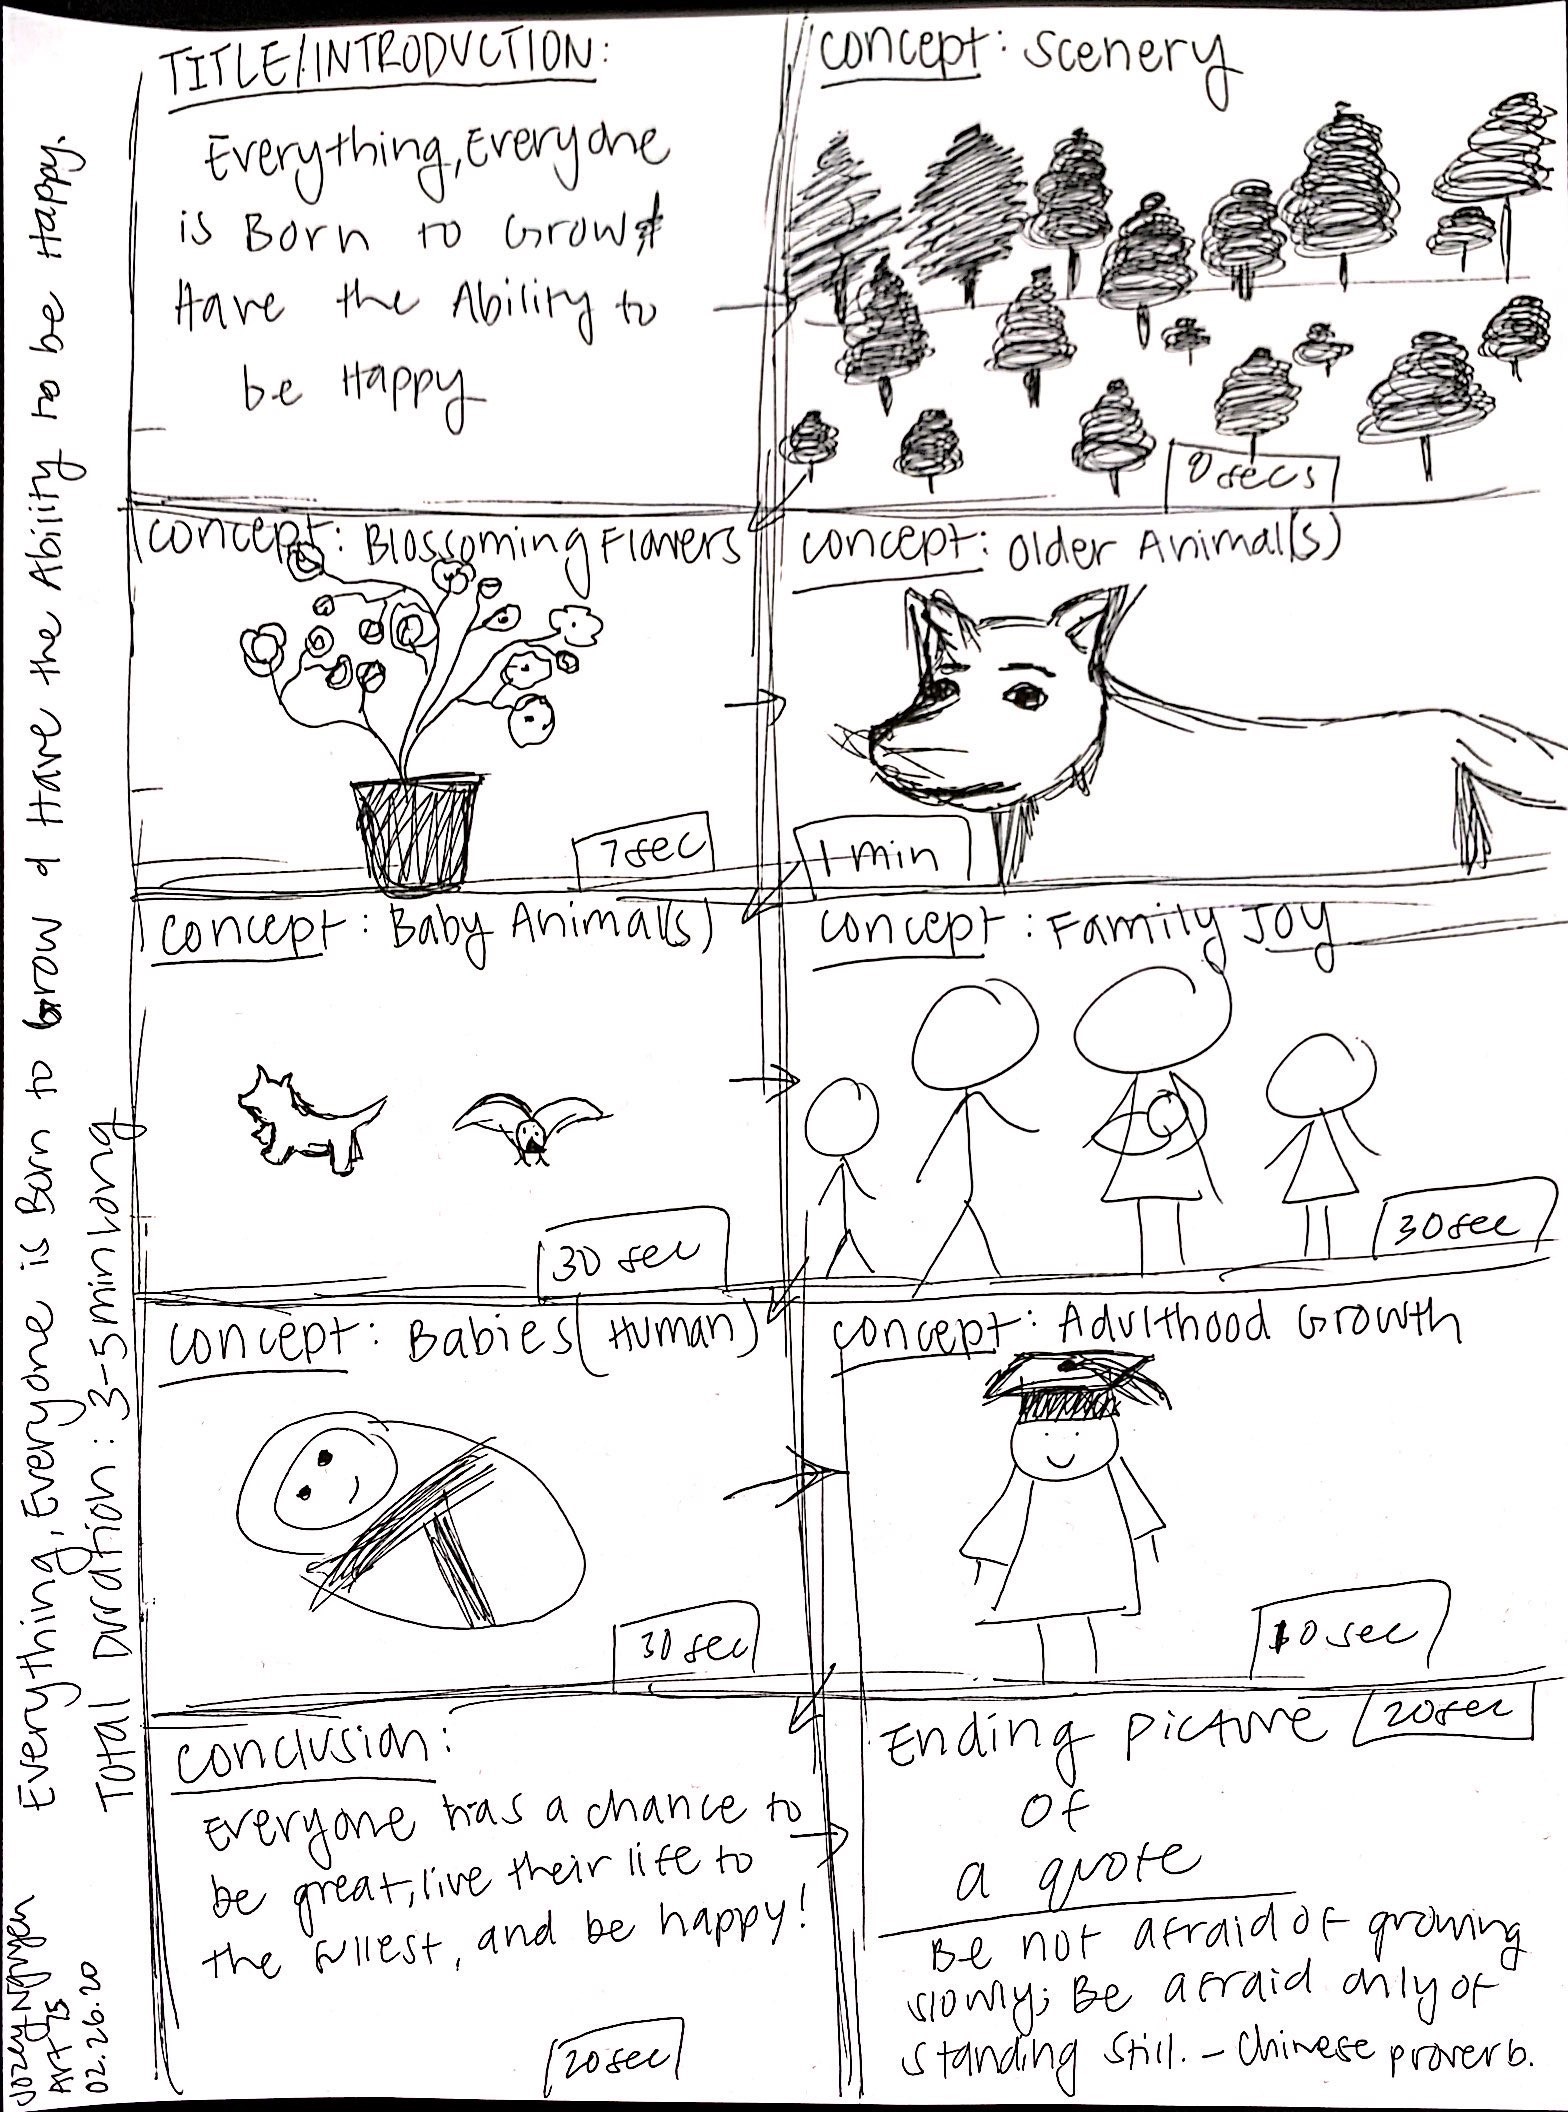 TITLE/INTRODUCTION:
Everything, Everyone
is Born to Grow &
Have the Ability to
be Happy
concept: Scenery
secs
concept: Blossoming Flowers
7 sec
concept: Older Animal(s)
1 min
concept: Baby Animal(s)
30 sec
concept: Family Joy
30 sec
concept: Babies (Human)
30 sec
concept: Adulthood Growth
10 sec
conclusion:
Everyone has a chance to
be great, live their life to
the fullest, and be happy!
20 sec
Ending picture 20 sec
of
a quote
Be not afraid of growing
slowly; Be afraid only of
standing still. - Chinese proverb.
Everything, Everyone is Born to Grow & Have the Ability to be Happy.
Total Duration: 3-5 min long
Jozey Nguyen
Art 75
02.26.20